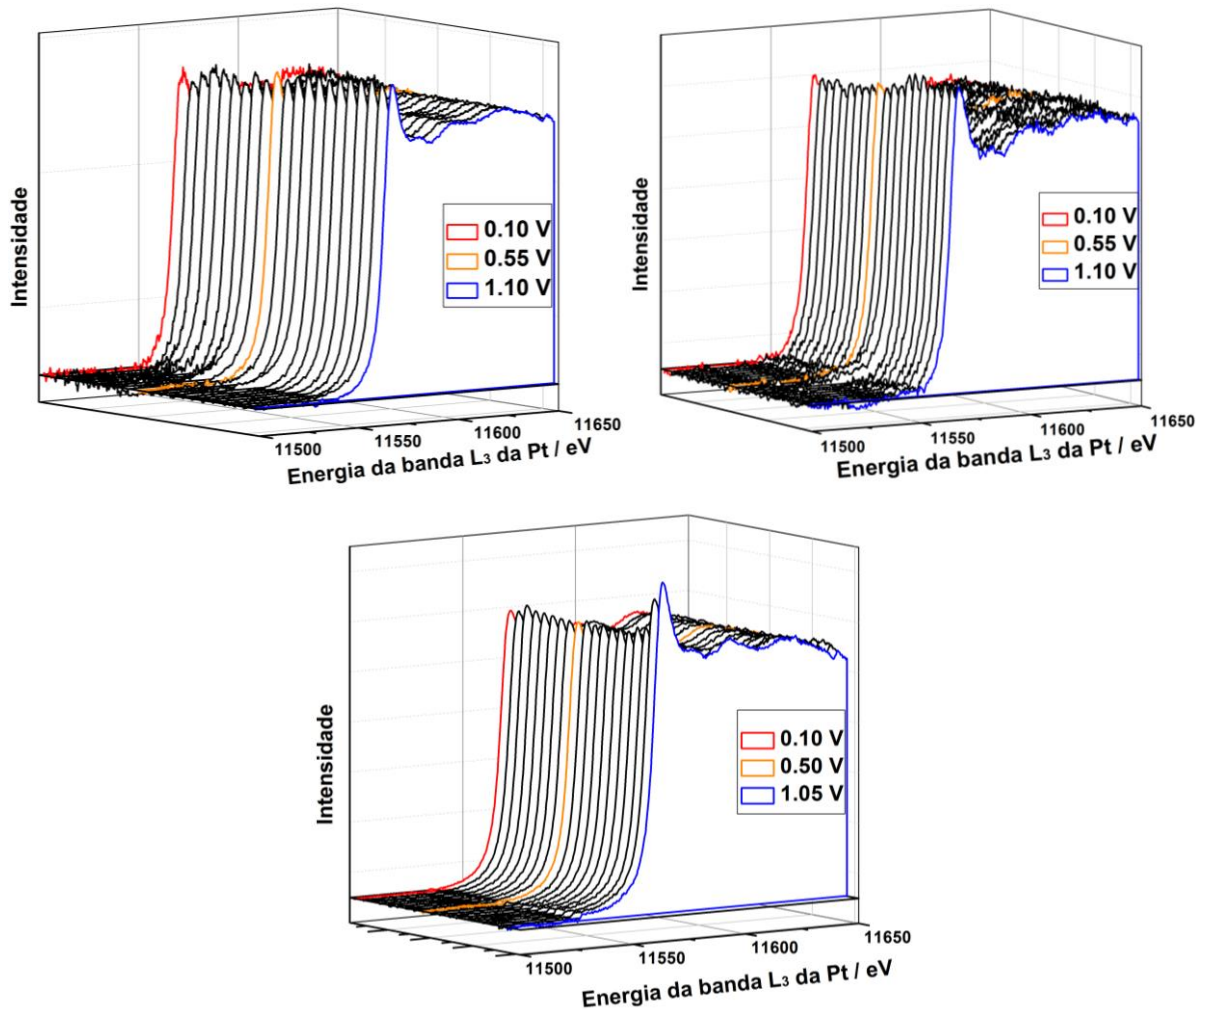 Intensidade
0.10 V
0.55 V
1.10 V
11500
11550
11600
11650
Energia da banda L₃ da Pt / eV
Intensidade
0.10 V
0.55 V
1.10 V
11500
11550
11600
11650
Energia da banda L₃ da Pt / eV
Intensidade
0.10 V
0.50 V
1.05 V
11500
11550
11600
11650
Energia da banda L₃ da Pt / eV